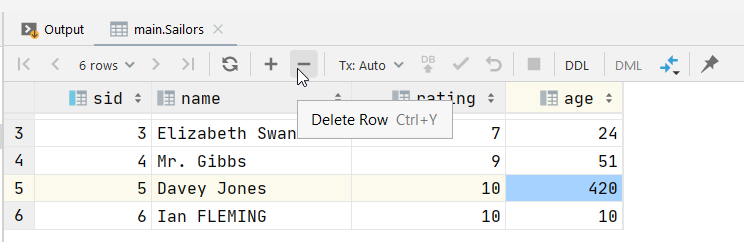 Output main.Sailors
6 rows Tx: Auto DB DDL DML
sid name rating age
3 3 Elizabeth Swan 7 24
Delete Row Ctrl+Y
4 4 Mr. Gibbs 9 51
5 5 Davey Jones 10 420
6 6 Ian FLEMING 10 10